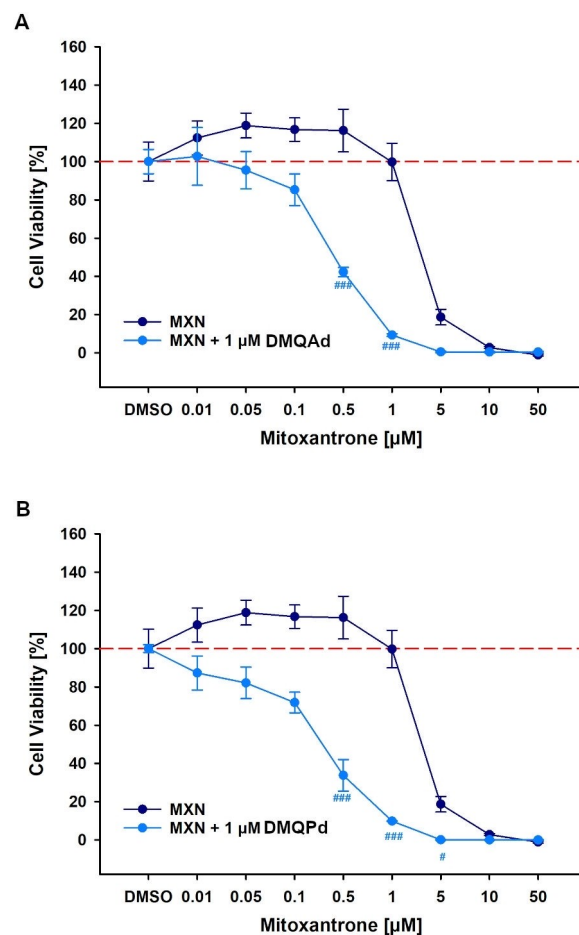 A
160
140
120
100
80
60
40
20
0
Cell Viability [%]
###
###
MXN
MXN + 1 µM DMQAd
DMSO 0.01 0.05 0.1 0.5 1 5 10 50
Mitoxantrone [µM]
B
160
140
120
100
80
60
40
20
0
Cell Viability [%]
###
###
#
MXN
MXN + 1 µM DMQPd
DMSO 0.01 0.05 0.1 0.5 1 5 10 50
Mitoxantrone [µM]